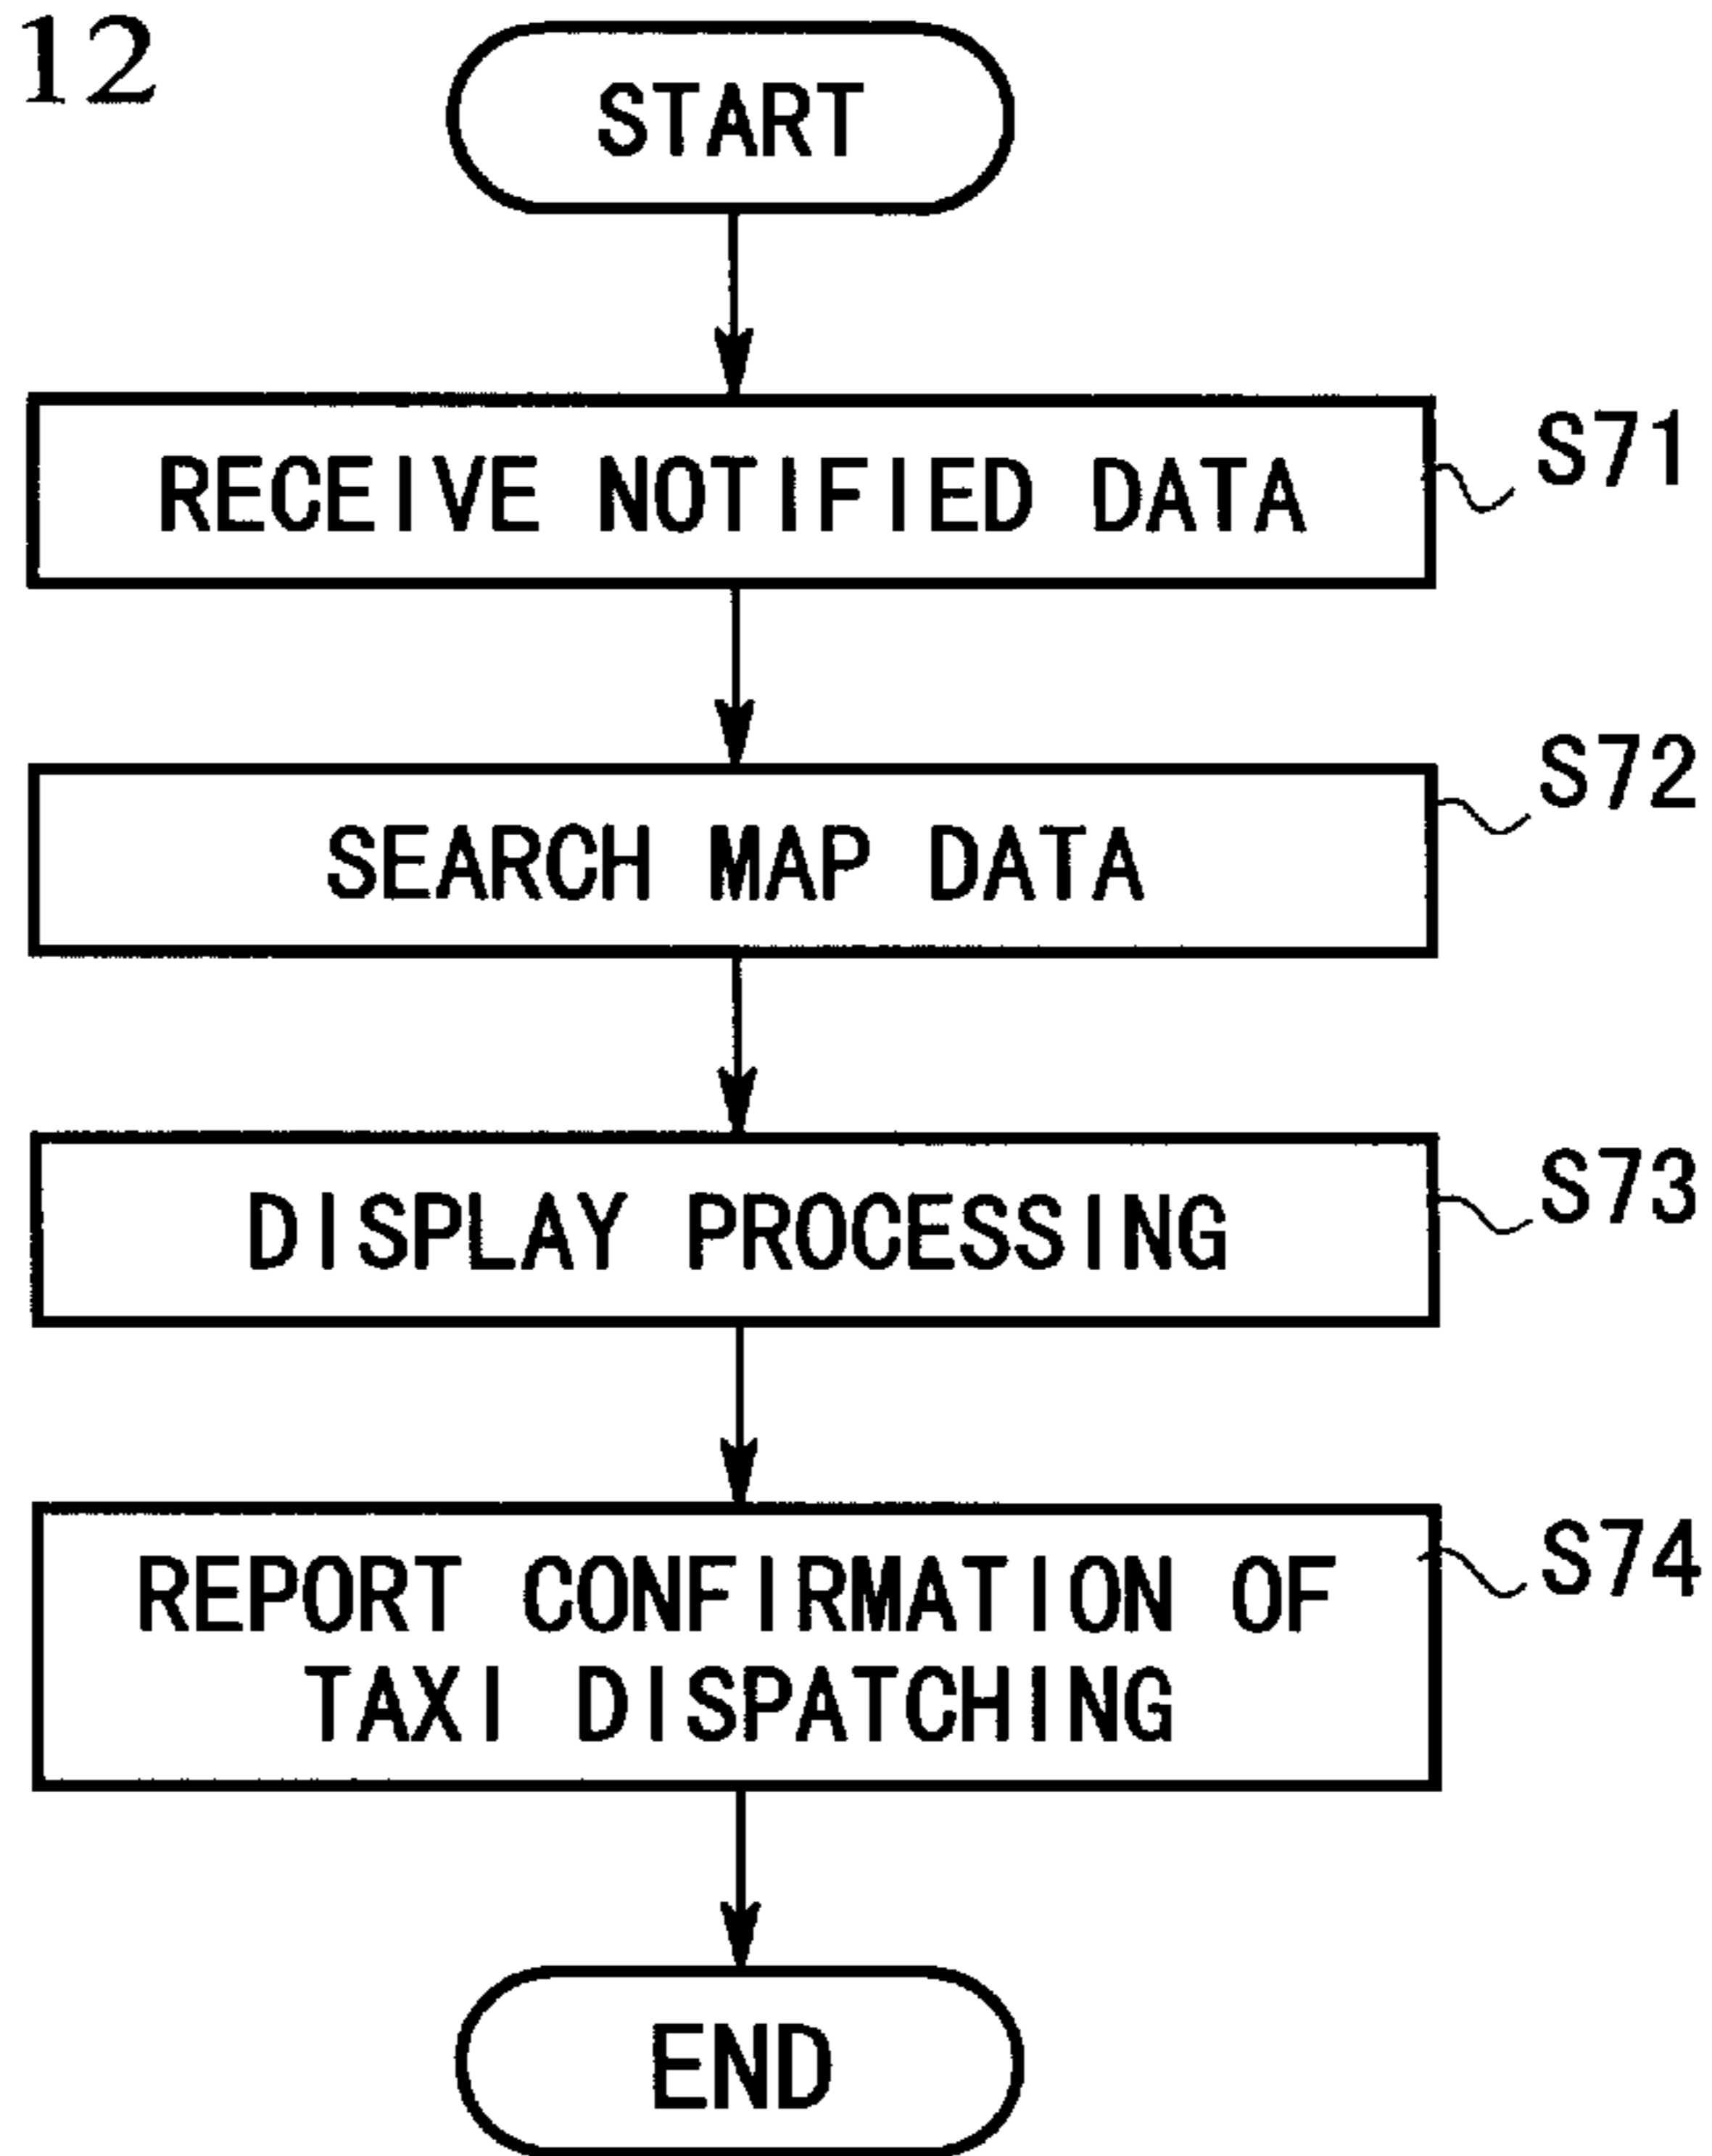 12
START
RECEIVE NOTIFIED DATA
S71
SEARCH MAP DATA
S72
DISPLAY PROCESSING
S73
REPORT CONFIRMATION OF
TAXI DISPATCHING
S74
END